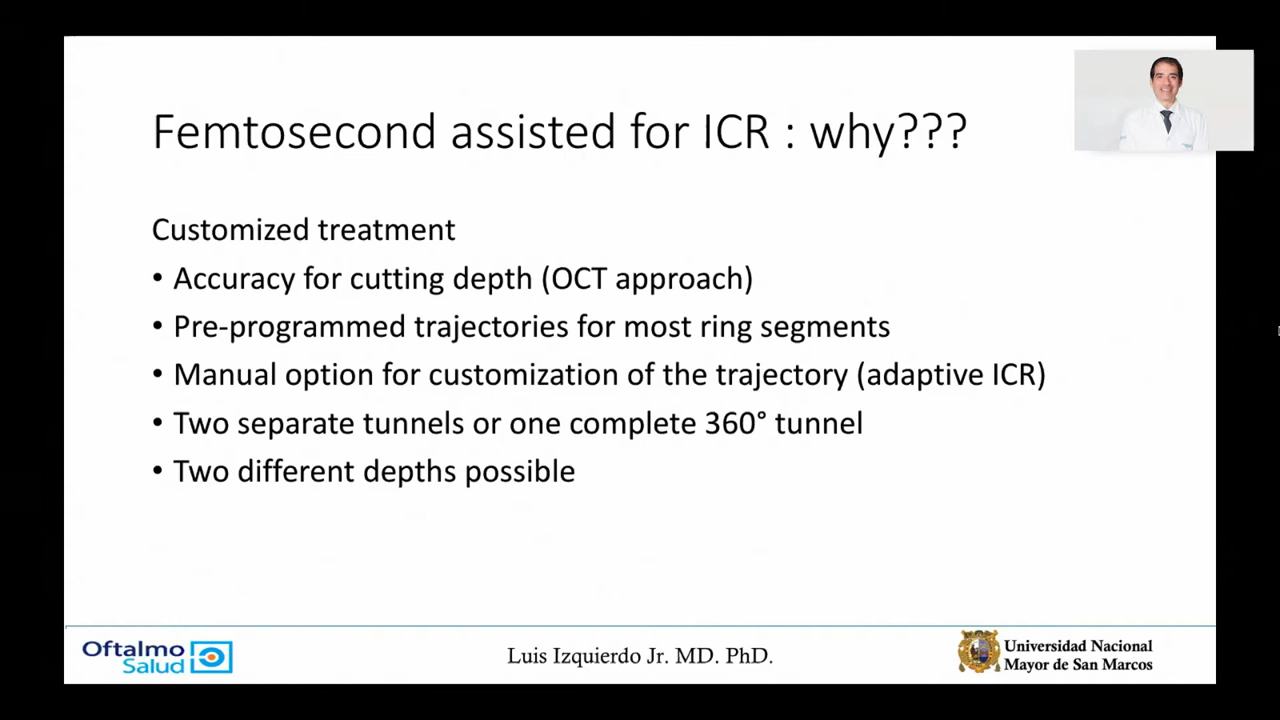 Femtosecond assisted for ICR : why???
Customized treatment
• Accuracy for cutting depth (OCT approach)
• Pre-programmed trajectories for most ring segments
• Manual option for customization of the trajectory (adaptive ICR)
• Two separate tunnels or one complete 360° tunnel
• Two different depths possible
Oftalmo
Salud
Luis Izquierdo Jr. MD. PhD.
Universidad Nacional
Mayor de San Marcos